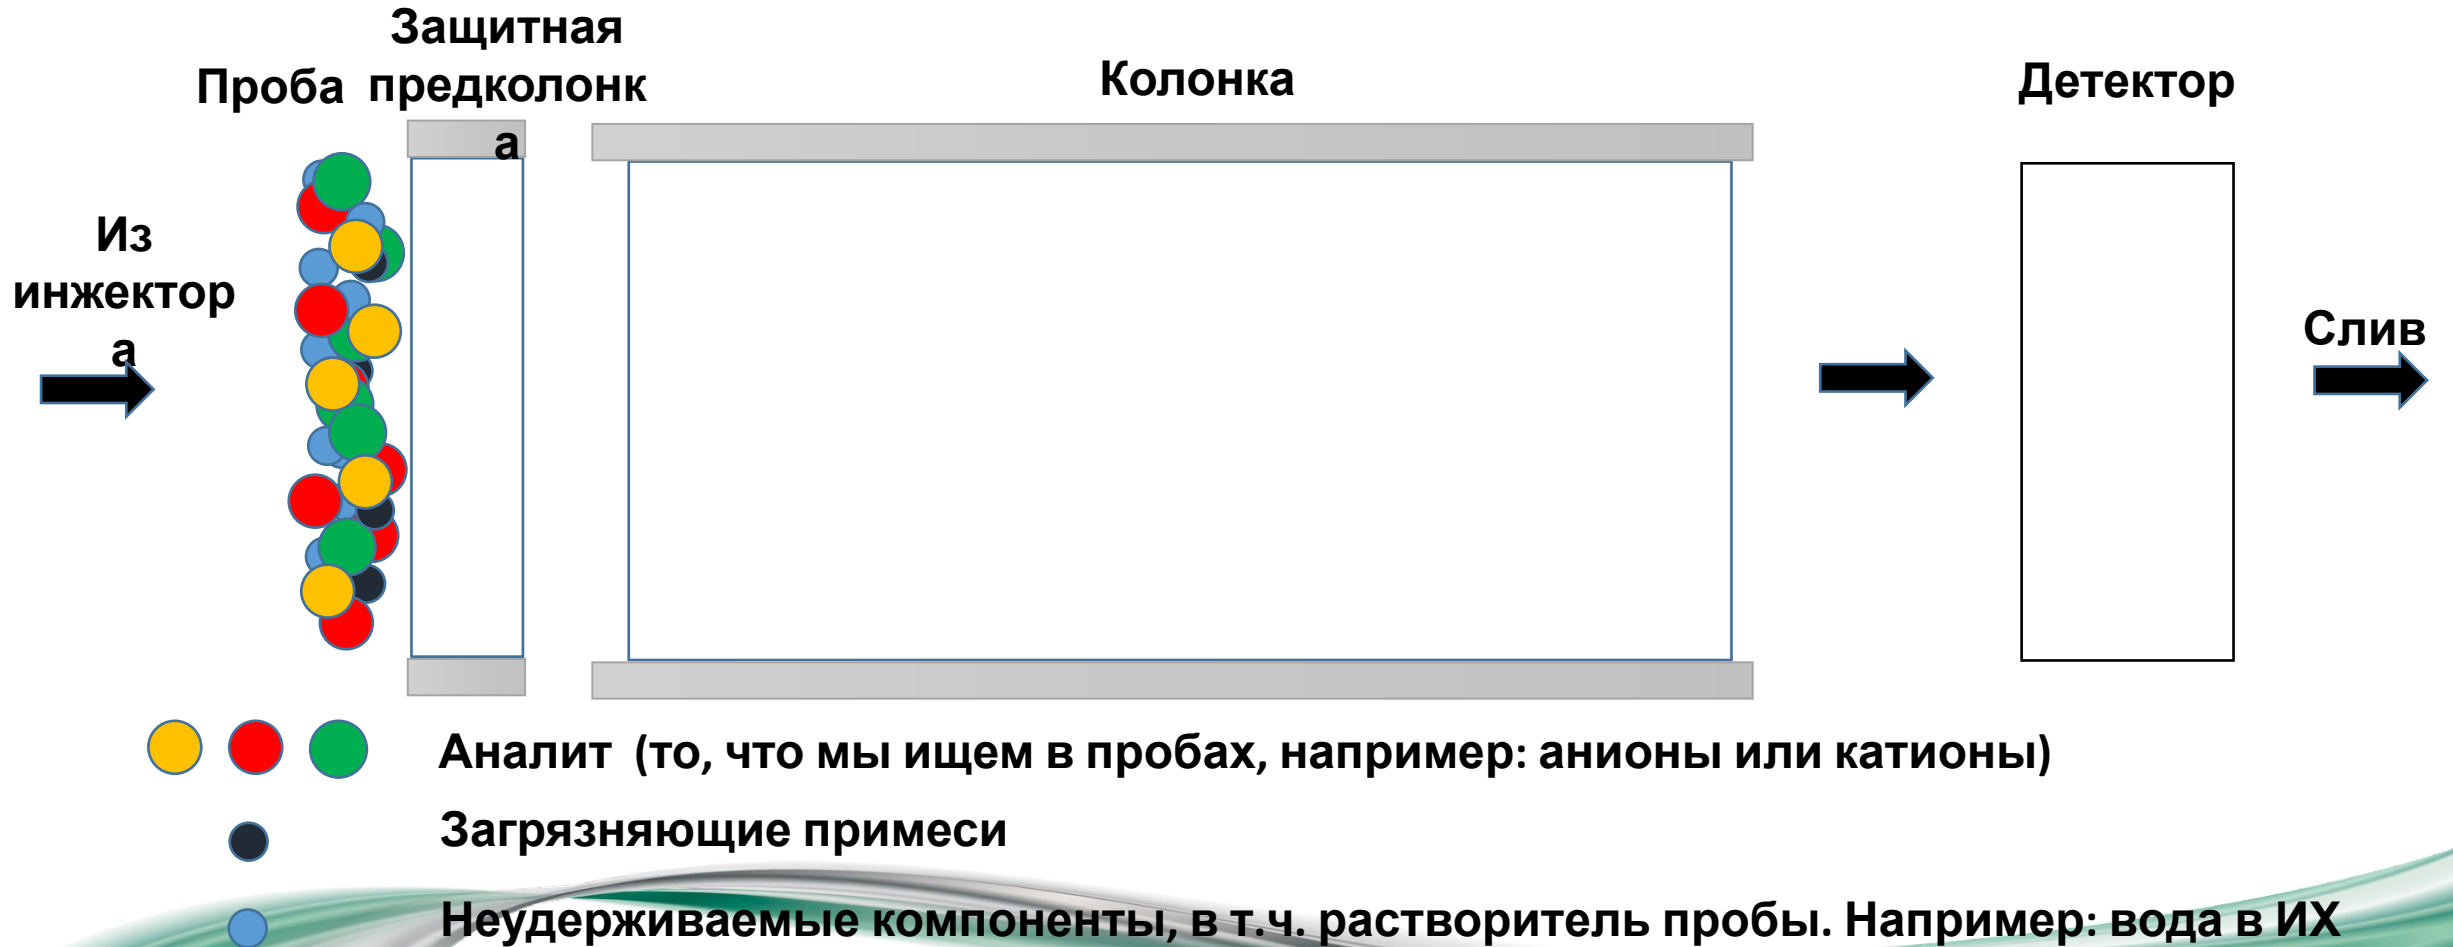 Защитная
предколонк
а
Проба
Колонка
Детектор
Из
инжектор
а
Слив
Аналит (то, что мы ищем в пробах, например: анионы или катионы)
Загрязняющие примеси
Неудерживаемые компоненты, в т.ч. растворитель пробы. Например: вода в ИХ